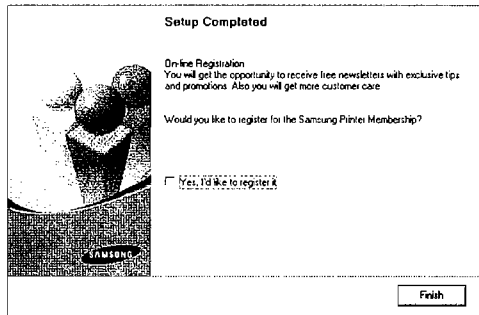 Setup Completed
On-line Registration
You will get the opportunity to receive free newsletters with exclusive tips
and promotions. Also you will get more customer care
Would you like to register for the Samsung Printer Membership?
Yes, I'd like to register it
SAMSUNG
Finish